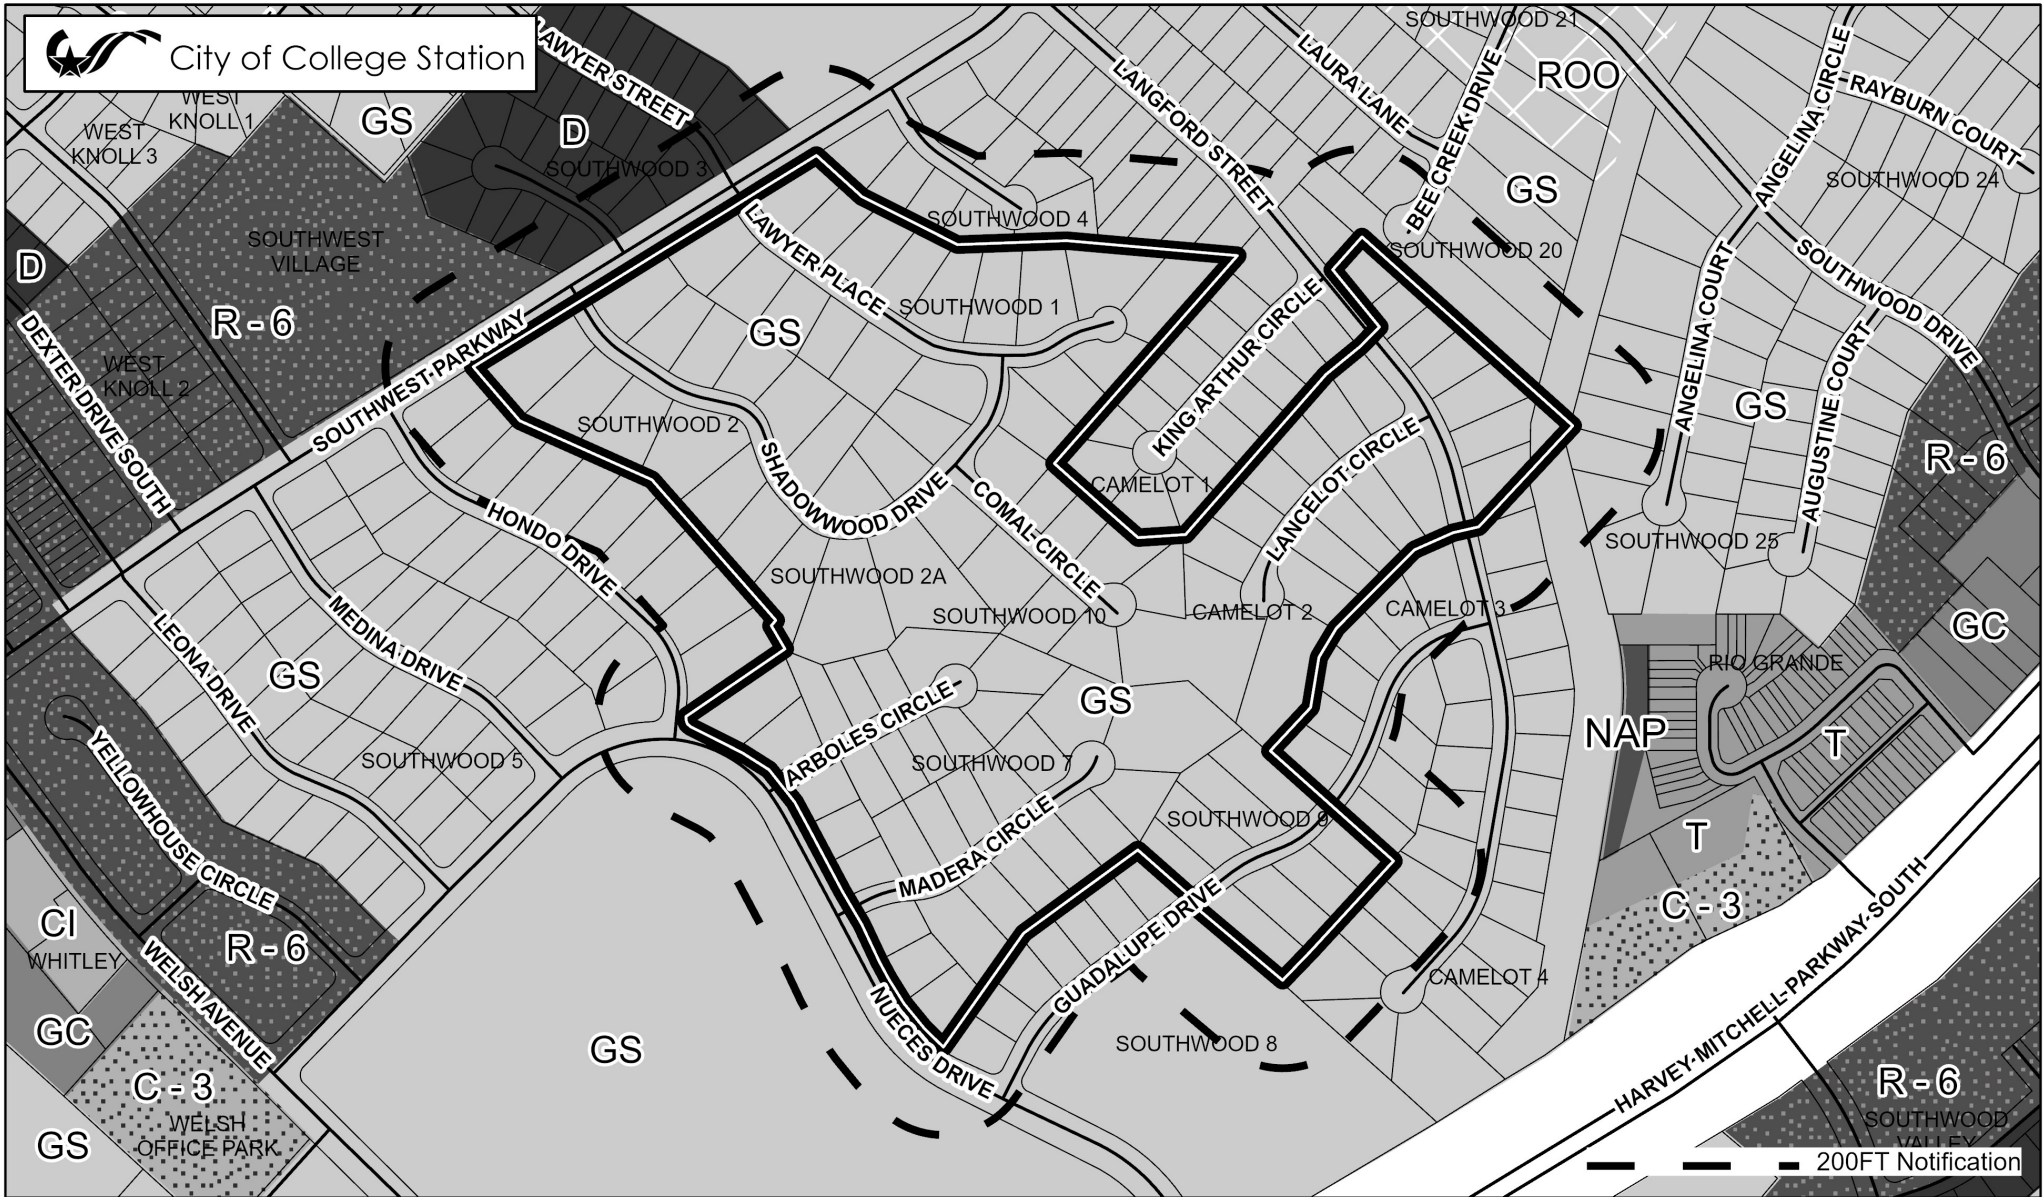 City of College Station
LAWYER STREET
SOUTHWOOD 21
LAURA LANE
LANGFORD STREET
BEE CREEK DRIVE
ROO
ANGELINA CIRCLE
RAYBURN COURT
WEST
KNOLL 1
WEST
KNOLL 3
GS
D
SOUTHWOOD 3
SOUTHWOOD 4
GS
SOUTHWOOD 24
SOUTHWEST
VILLAGE
D
R - 6
LAWYER PLACE
SOUTHWOOD 1
SOUTHWOOD 20
ANGELINA COURT
SOUTHWOOD DRIVE
DEXTER DRIVE SOUTH
WEST
KNOLL 2
SOUTHWEST PARKWAY
GS
KING ARTHUR CIRCLE
AUGUSTINE COURT
GS
R - 6
SOUTHWOOD 2
SHADOWWOOD DRIVE
COMAL CIRCLE
CAMELOT 1
LANCELOT CIRCLE
HONDO DRIVE
SOUTHWOOD 25
SOUTHWOOD 2A
SOUTHWOOD 10
CAMELOT 2
CAMELOT 3
GC
MEDINA DRIVE
LEONA DRIVE
GS
RIO GRANDE
ARBOLES CIRCLE
GS
NAP
T
YELLOWHOUSE CIRCLE
SOUTHWOOD 5
SOUTHWOOD 7
MADERA CIRCLE
SOUTHWOOD 9
T
C - 3
HARVEY MITCHELL PARKWAY SOUTH
CI
WHITLEY
R - 6
WELSH AVENUE
GUADALUPE DRIVE
CAMELOT 4
NUECES DRIVE
GC
GS
SOUTHWOOD 8
C - 3
WELSH
OFFICE PARK
GS
R - 6
SOUTHWOOD
VALLEY
200FT Notification